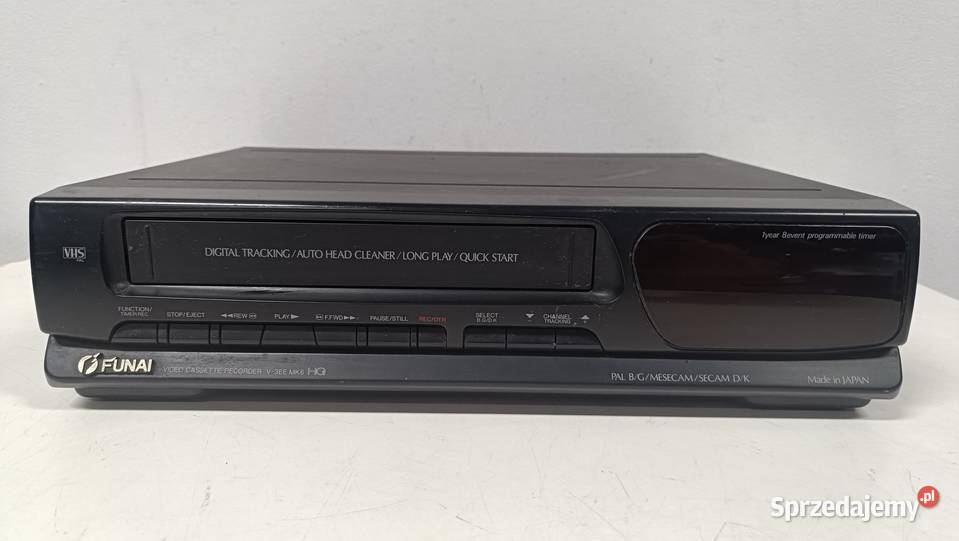 1year 8event programmable timer
VHS
DIGITAL TRACKING/AUTO HEAD CLEANER/LONG PLAY/QUICK START
FUNCTION/
TIMER REC
STOP/EJECT
◀◀REW
PLAY▶
F.FWD▶▶
PAUSE/STILL
REC/OTR
SELECT
B.G/D.K
▼
−
CHANNEL
TRACKING
▲
+
FUNAI
VIDEO CASSETTE RECORDER V-3EE MK6 HQ
PAL B/G/MESECAM/SECAM D/K
Made in JAPAN
Sprzedajemy.pl